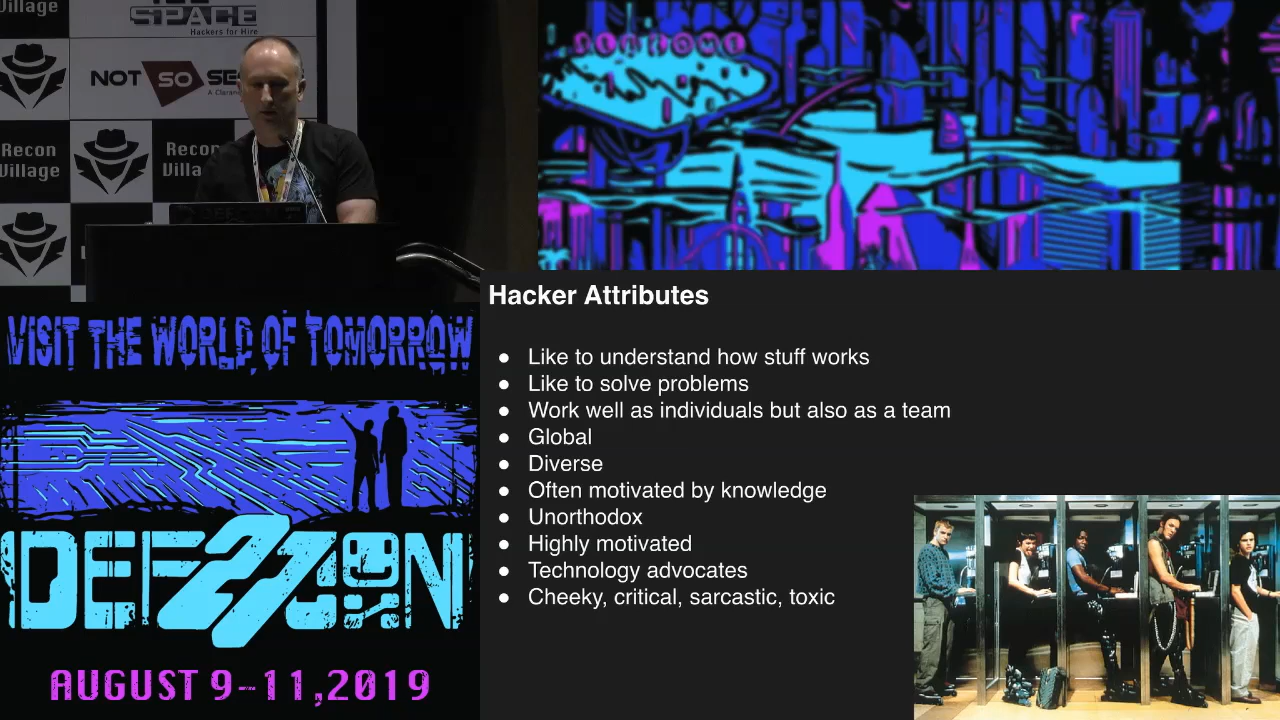 Village
SPACE
Hackers for Hire
NOT SO SE
A Clara
Recon
Village
Recon
Villa
WELCOME
VISIT THE WORLD OF TOMORROW
DEF CON
27
AUGUST 9-11,2019
Hacker Attributes
● Like to understand how stuff works
● Like to solve problems
● Work well as individuals but also as a team
● Global
● Diverse
● Often motivated by knowledge
● Unorthodox
● Highly motivated
● Technology advocates
● Cheeky, critical, sarcastic, toxic